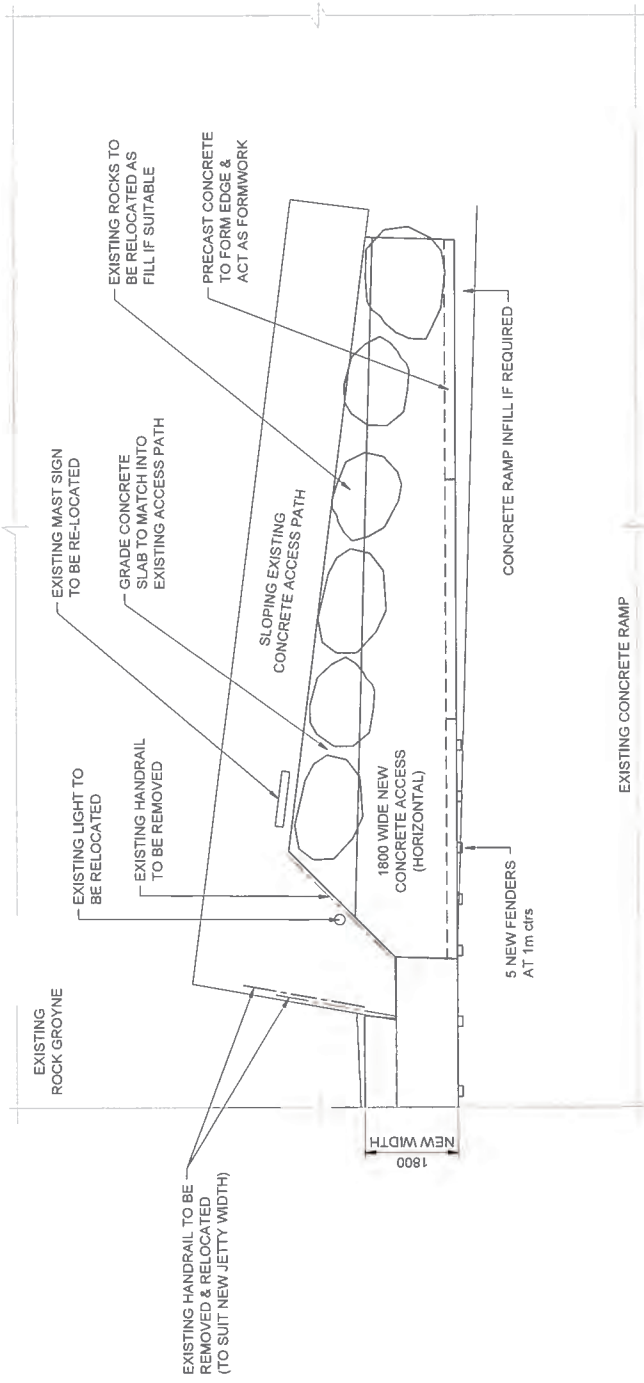 EXISTING
ROCK GROYNE
EXISTING HANDRAIL TO BE
REMOVED & RELOCATED
(TO SUIT NEW JETTY WIDTH)
EXISTING LIGHT TO
BE RELOCATED
EXISTING HANDRAIL
TO BE REMOVED
EXISTING MAST SIGN
TO BE RE-LOCATED
GRADE CONCRETE
SLAB TO MATCH INTO
EXISTING ACCESS PATH
EXISTING ROCKS TO
BE RELOCATED AS
FILL IF SUITABLE
PRECAST CONCRETE
TO FORM EDGE &
ACT AS FORMWORK
SLOPING EXISTING
CONCRETE ACCESS PATH
1800 WIDE NEW
CONCRETE ACCESS
(HORIZONTAL)
1800
NEW WIDTH
5 NEW FENDERS
AT 1m ctrs
CONCRETE RAMP INFILL IF REQUIRED
EXISTING CONCRETE RAMP